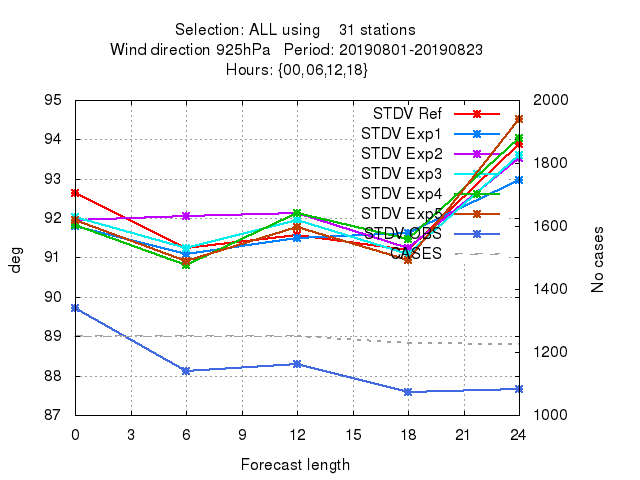 Selection: ALL using 31 stations
Wind direction 925hPa Period: 20190801-20190823
Hours: {00,06,12,18}
95
94
93
92
91
90
89
88
87
2000
1800
1600
1400
1200
1000
STDV Ref
STDV Exp1
STDV Exp2
STDV Exp3
STDV Exp4
STDV Exp5
STDV OBS
CASES
deg
No cases
0 3 6 9 12 15 18 21 24
Forecast length